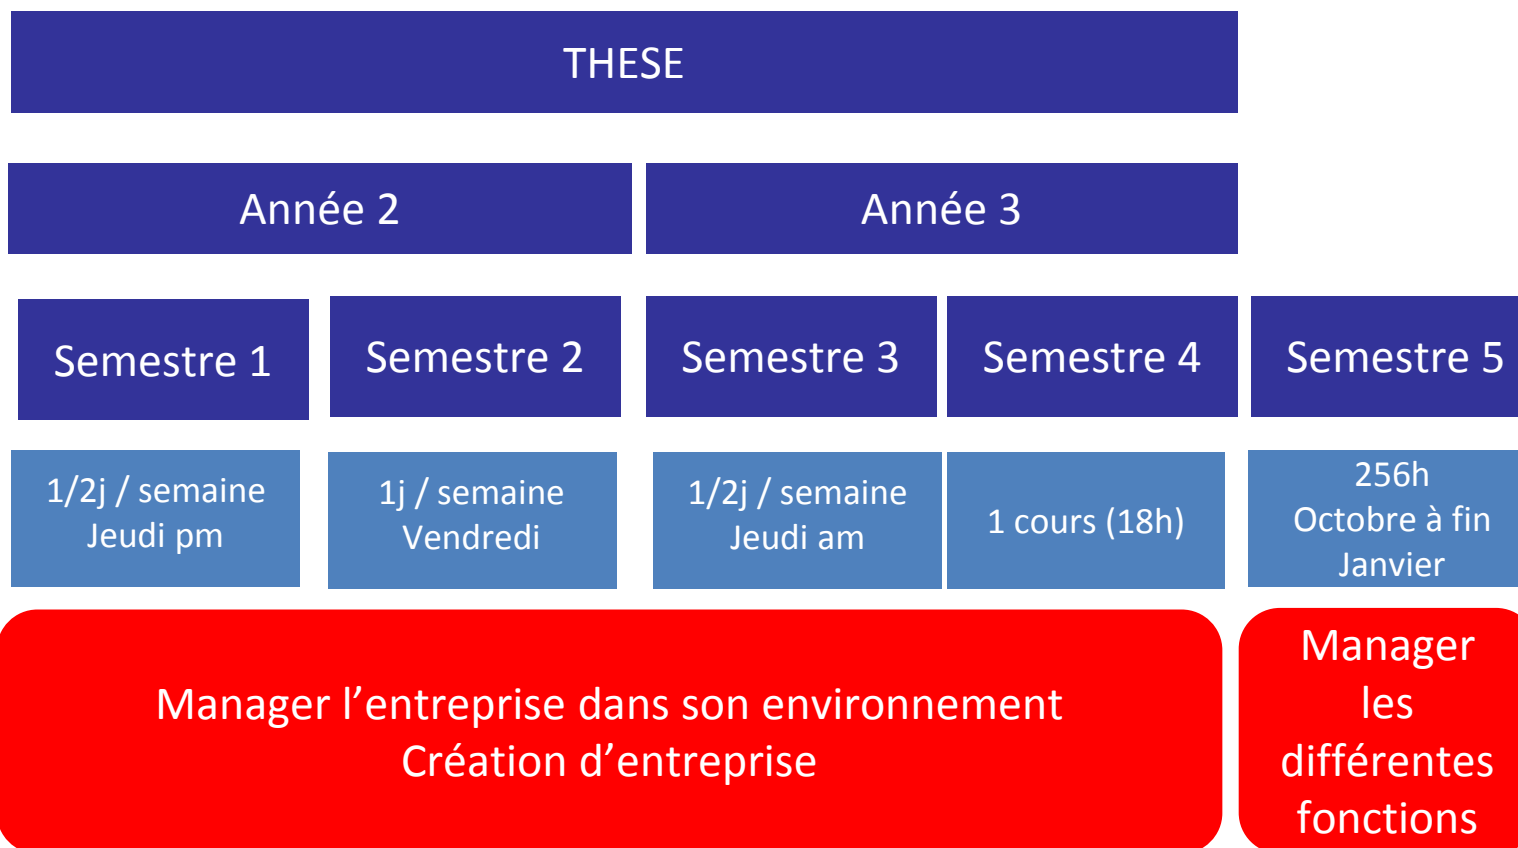 THESE
Année 2
Année 3
Semestre 1
Semestre 2
Semestre 3
Semestre 4
Semestre 5
1/2j / semaine
Jeudi pm
1j / semaine
Vendredi
1/2j / semaine
Jeudi am
1 cours (18h)
256h
Octobre à fin
Janvier
Manager l’entreprise dans son environnement
Création d’entreprise
Manager
les
différentes
fonctions